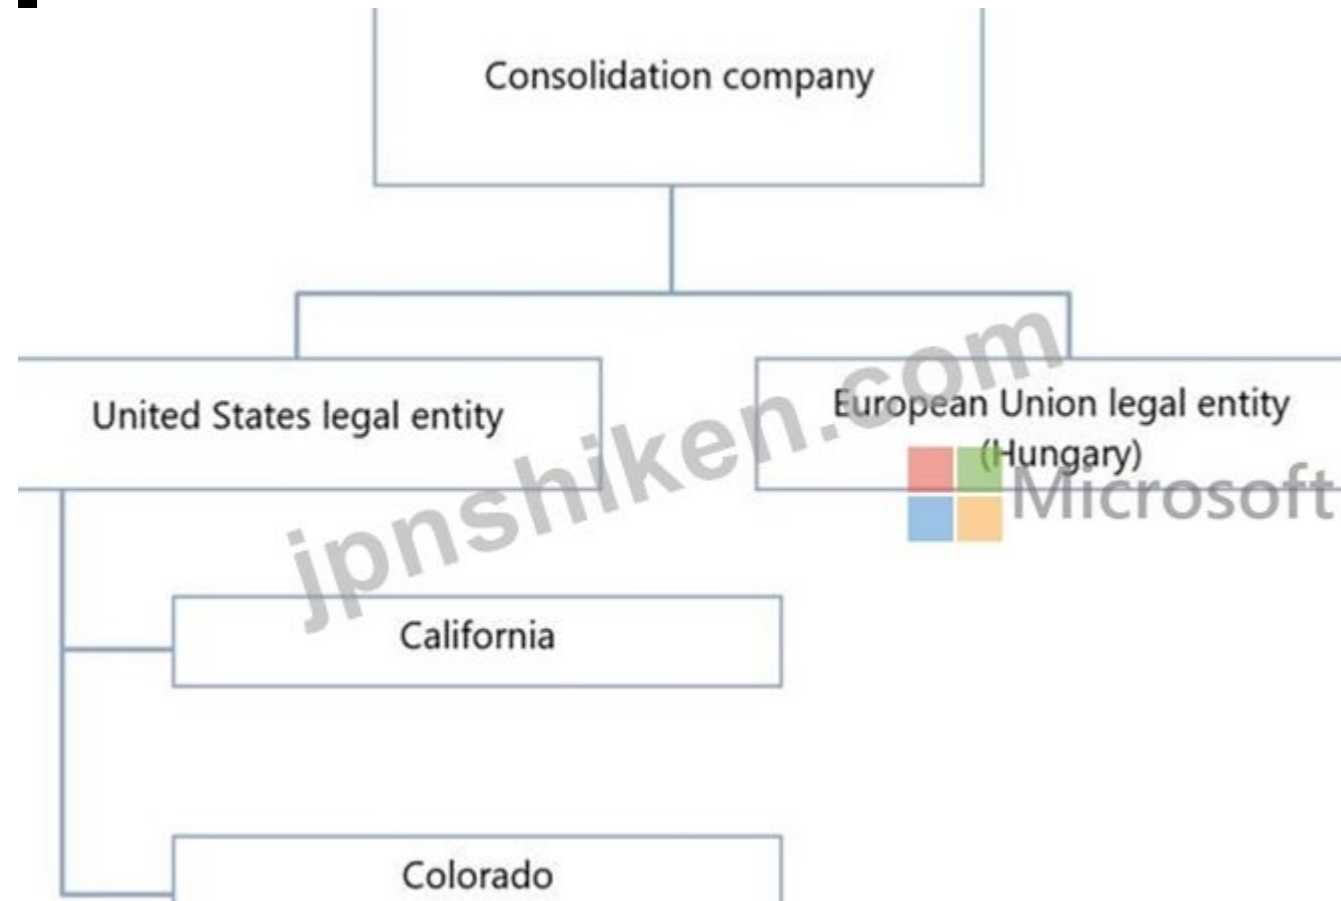 Consolidation company
United States legal entity
European Union legal entity
(Hungary)
Microsoft
jpnshiken.com
California
Colorado